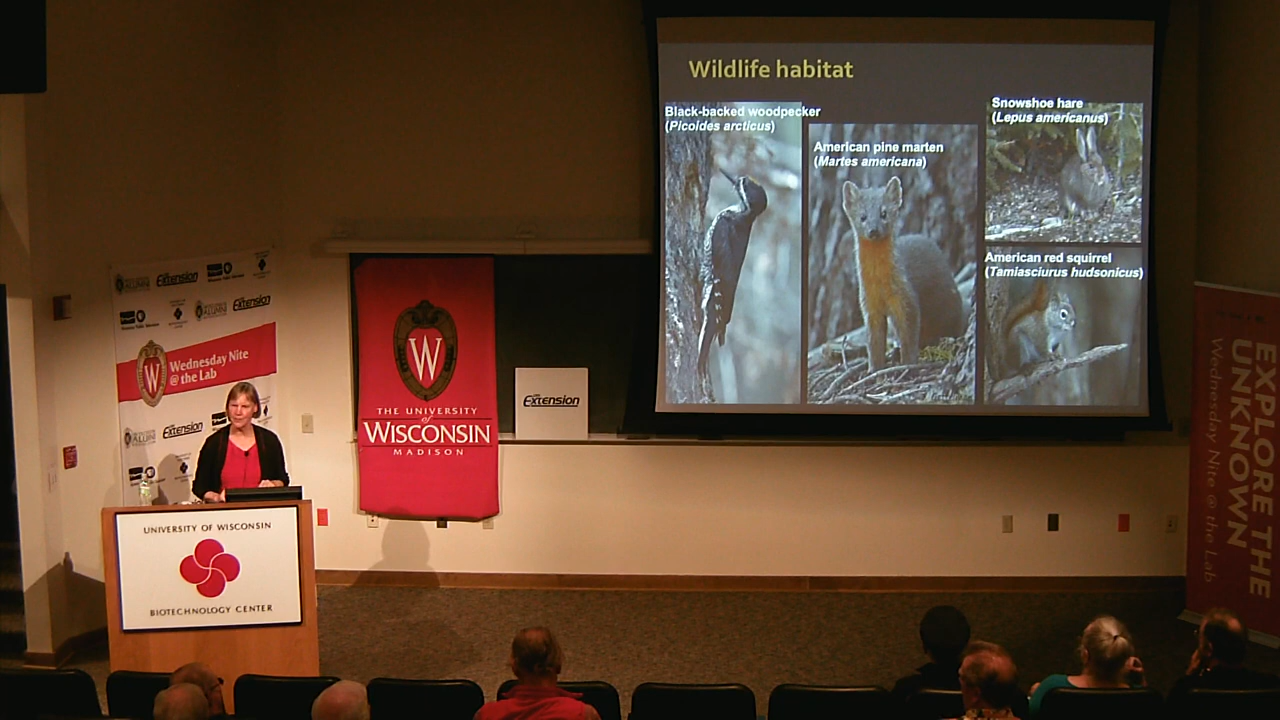 Wildlife habitat
Black-backed woodpecker
(Picoides arcticus)
American pine marten
(Martes americana)
Snowshoe hare
(Lepus americanus)
American red squirrel
(Tamiasciurus hudsonicus)
Extension
Extension
Wednesday Nite
@ the Lab
Extension
W
THE UNIVERSITY
of
WISCONSIN
MADISON
Extension
UNIVERSITY OF WISCONSIN
BIOTECHNOLOGY CENTER
EXPLORE THE
UNKNOWN
Wednesday Nite @ the Lab